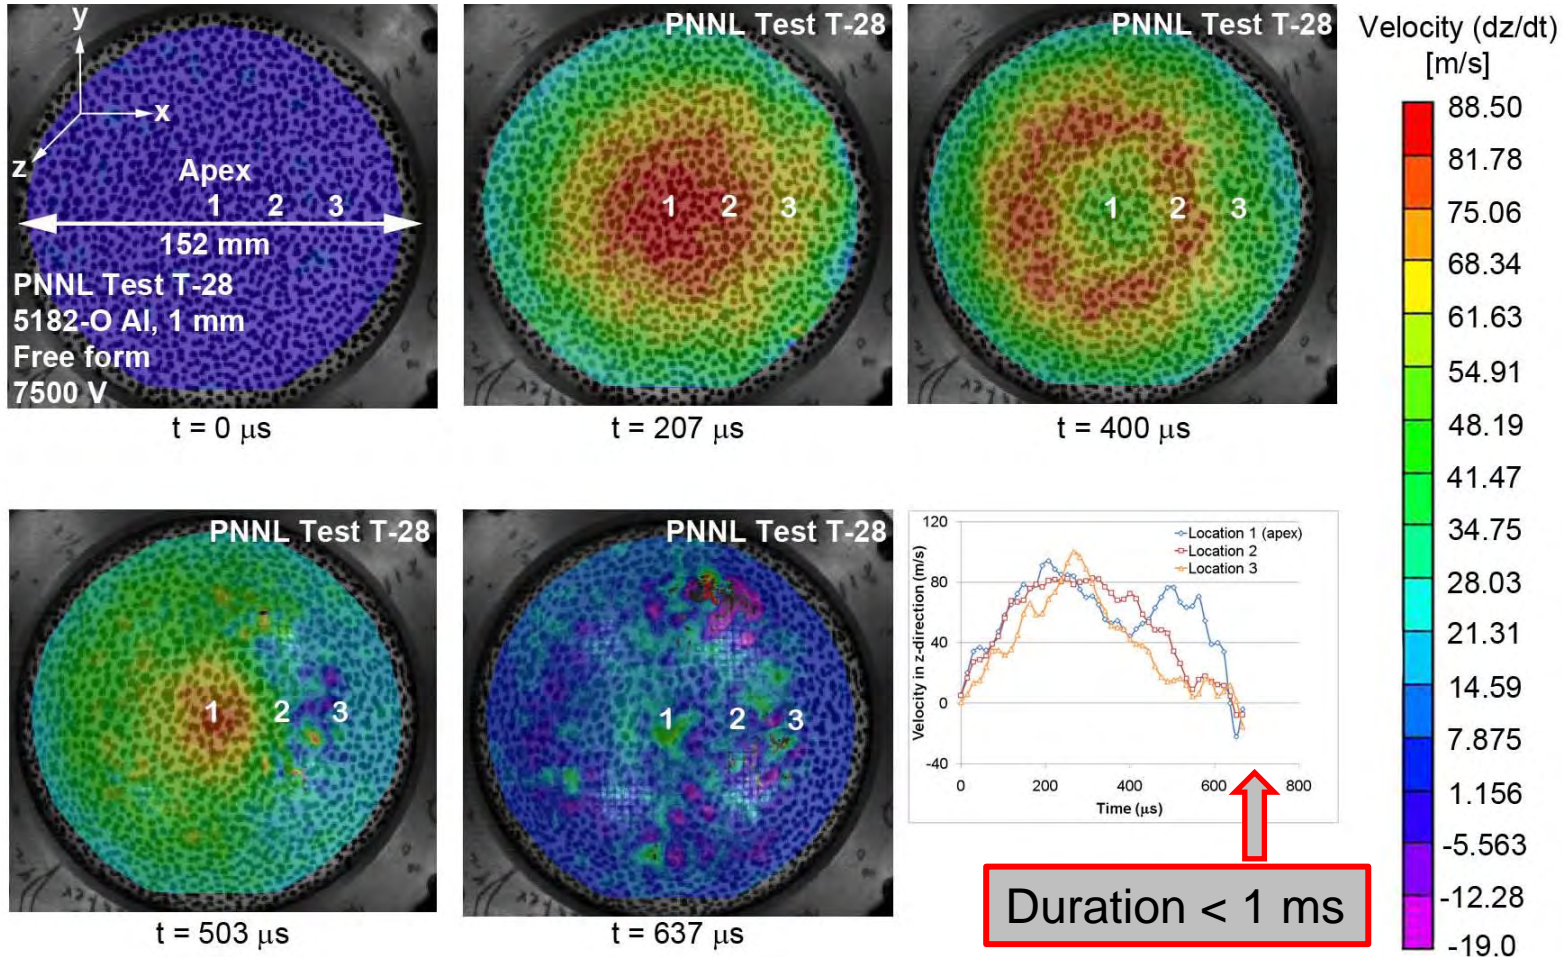 y
x
z
Apex
1 2 3
152 mm
PNNL Test T-28
5182-O Al, 1 mm
Free form
7500 V
t = 0 μs
PNNL Test T-28
1 2 3
t = 207 μs
PNNL Test T-28
1 2 3
t = 400 μs
Velocity (dz/dt)
[m/s]
88.50
81.78
75.06
68.34
61.63
54.91
48.19
41.47
34.75
28.03
21.31
14.59
7.875
1.156
-5.563
-12.28
-19.0
PNNL Test T-28
1 2 3
t = 503 μs
PNNL Test T-28
1 2 3
t = 637 μs
Velocity in z-direction (m/s)
120
80
40
0
-40
Location 1 (apex)
Location 2
Location 3
0 200 400 600 800
Time (μs)
Duration < 1 ms